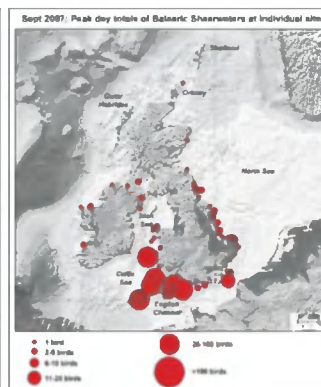 Sept 2007: Peak day totals of Balearic Shearwaters at individual sites
Shetland
Outer
Hebrides
Orkney
North Sea
Irish
Sea
Celtic
Sea
English
Channel
1 bird
2-5 birds
6-10 birds
11-25 birds
26-100 birds
>100 birds